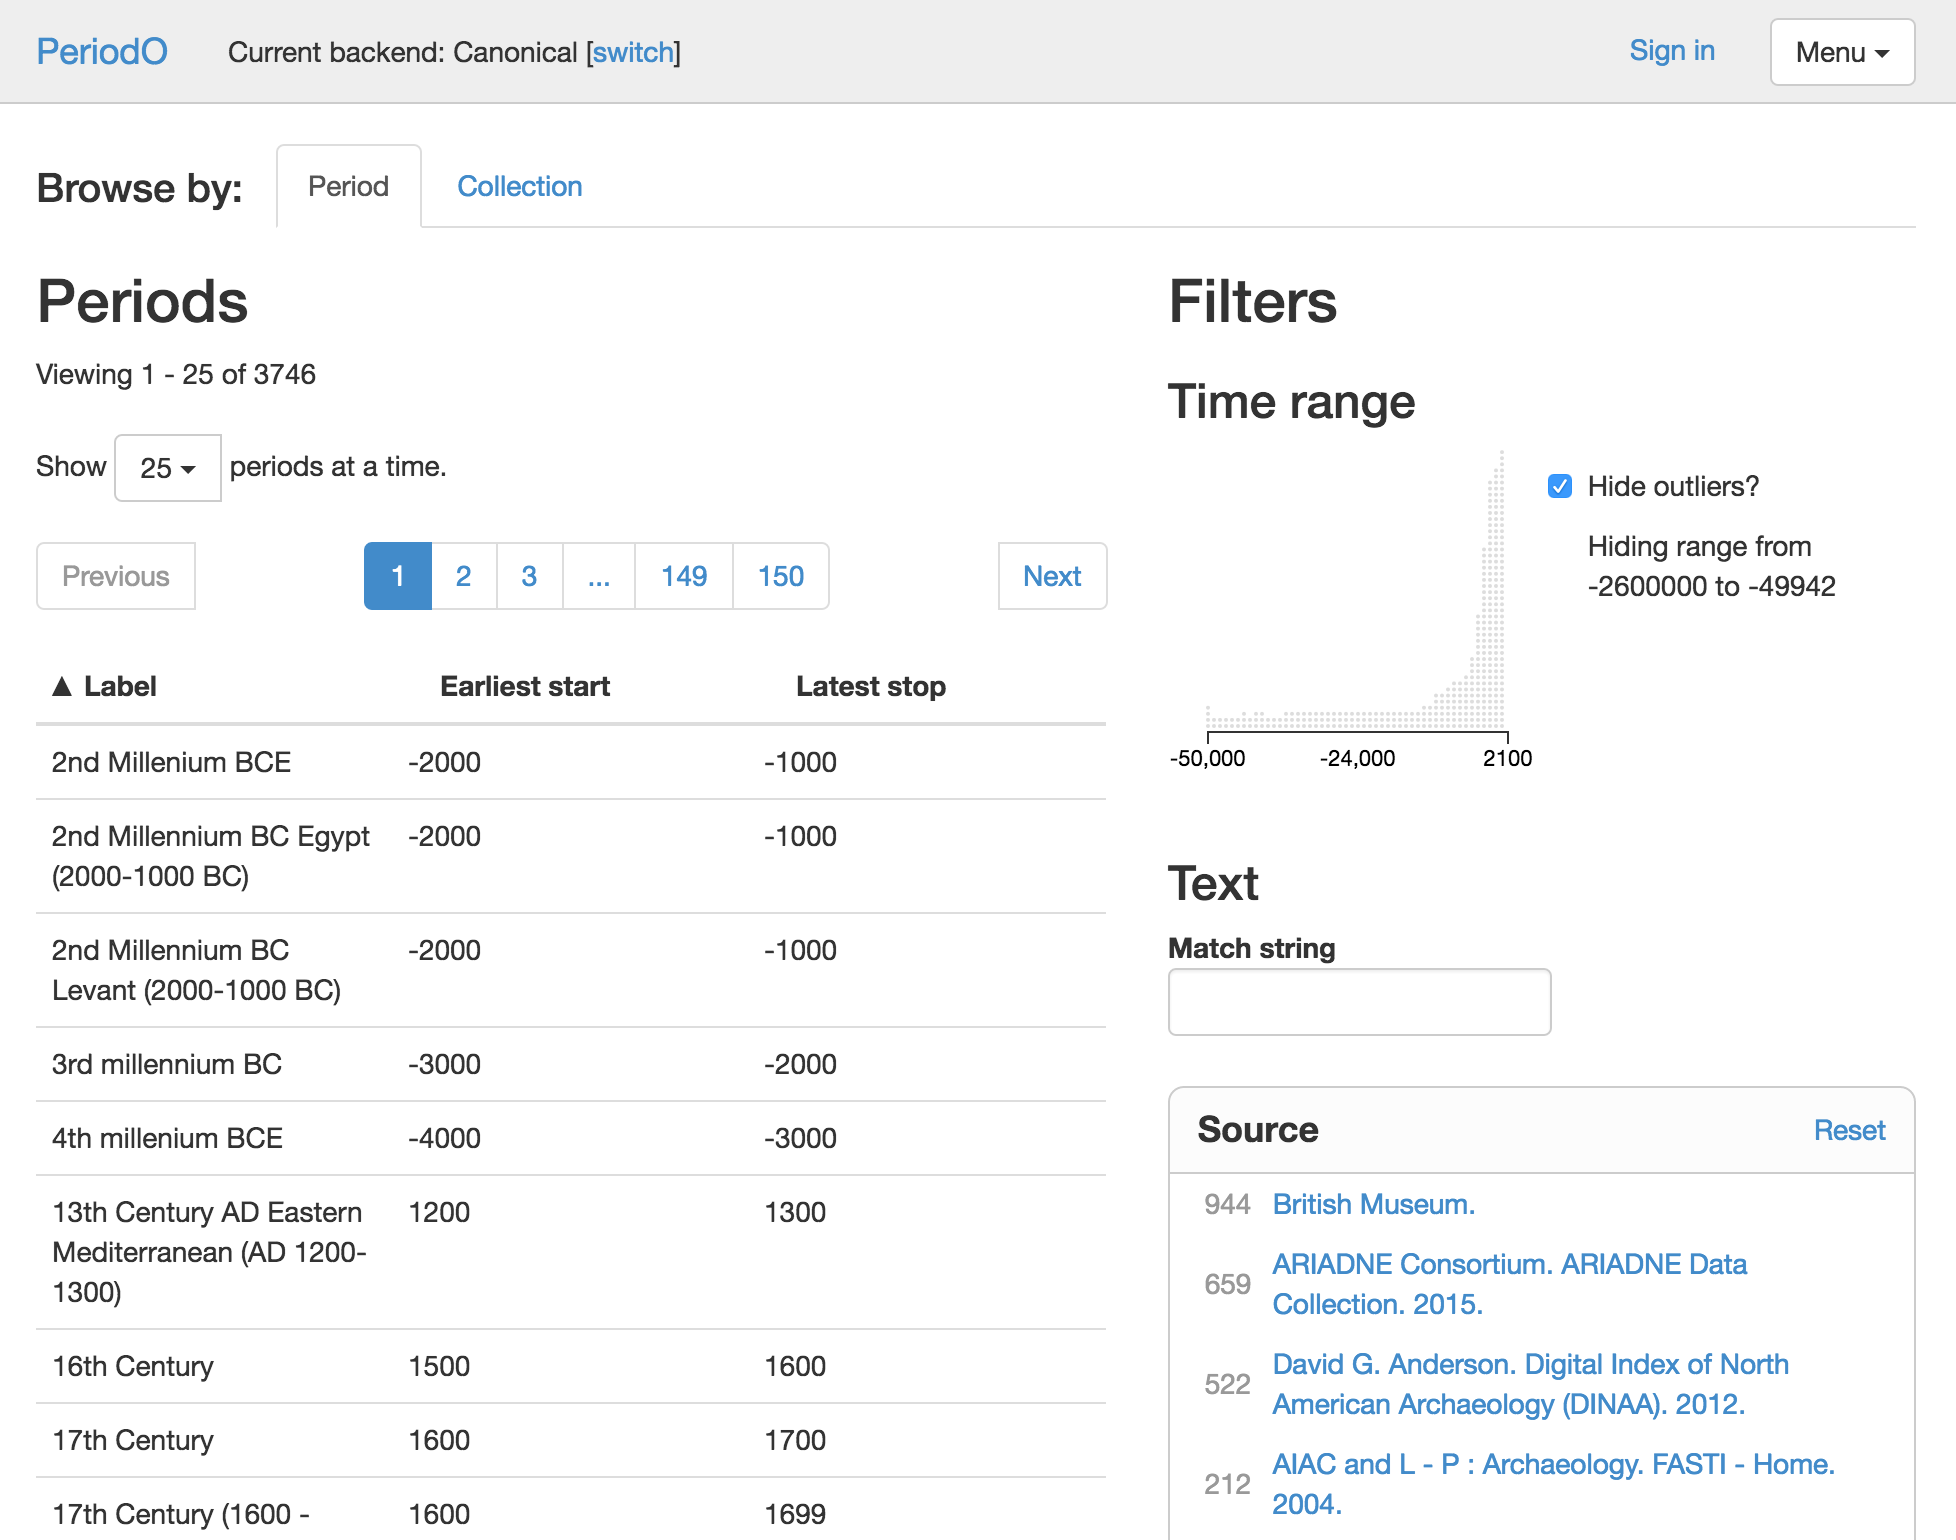 PeriodO
Current backend: Canonical [switch]
Sign in
Menu
Browse by:
Period
Collection
Periods
Viewing 1 - 25 of 3746
Show 25 periods at a time.
Previous
1 2 3 ... 149 150
Next
▲ Label Earliest start Latest stop
2nd Millenium BCE -2000 -1000
2nd Millennium BC Egypt -2000 -1000
(2000-1000 BC)
2nd Millennium BC -2000 -1000
Levant (2000-1000 BC)
3rd millennium BC -3000 -2000
4th millenium BCE -4000 -3000
13th Century AD Eastern 1200 1300
Mediterranean (AD 1200-
1300)
16th Century 1500 1600
17th Century 1600 1700
17th Century (1600 - 1600 1699
Filters
Time range
Hide outliers?
Hiding range from
-2600000 to -49942
-50,000 -24,000 2100
Text
Match string
Source Reset
944 British Museum.
659 ARIADNE Consortium. ARIADNE Data
Collection. 2015.
522 David G. Anderson. Digital Index of North
American Archaeology (DINAA). 2012.
212 AIAC and L - P : Archaeology. FASTI - Home.
2004.